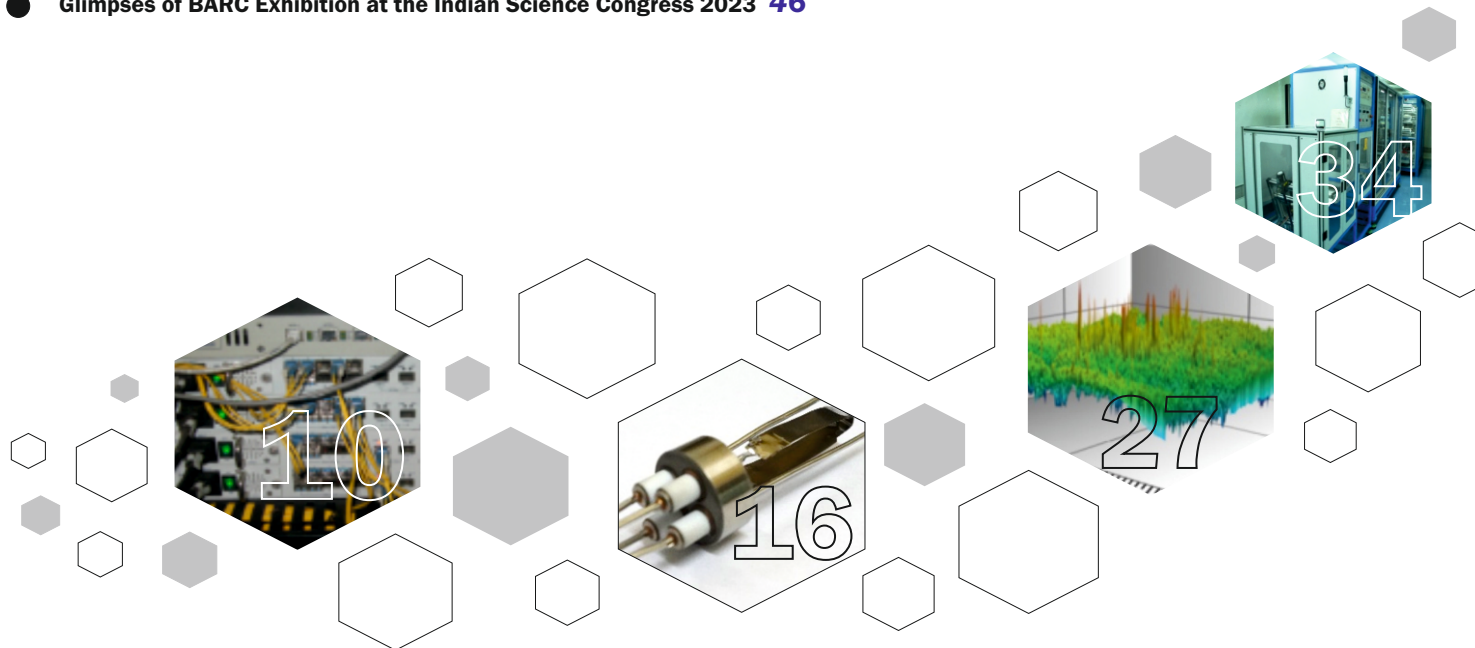 Glimpses of BARC Exhibition at the Indian Science Congress 2023 46
34
27
10
16